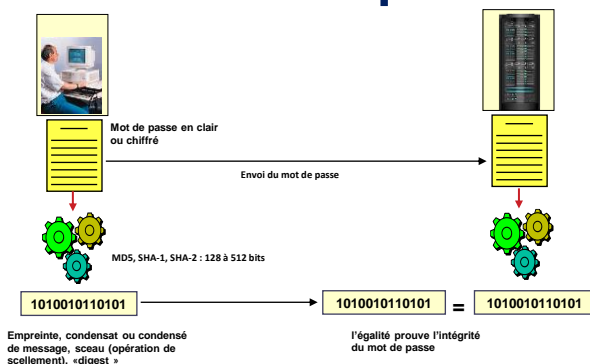 Mot de passe en clair
ou chiffré
Envoi du mot de passe
MD5, SHA-1, SHA-2 : 128 à 512 bits
1010010110101
1010010110101
=
1010010110101
Empreinte, condensat ou condensé
de message, sceau (opération de
scellement), «digest »
l'égalité prouve l'intégrité
du mot de passe